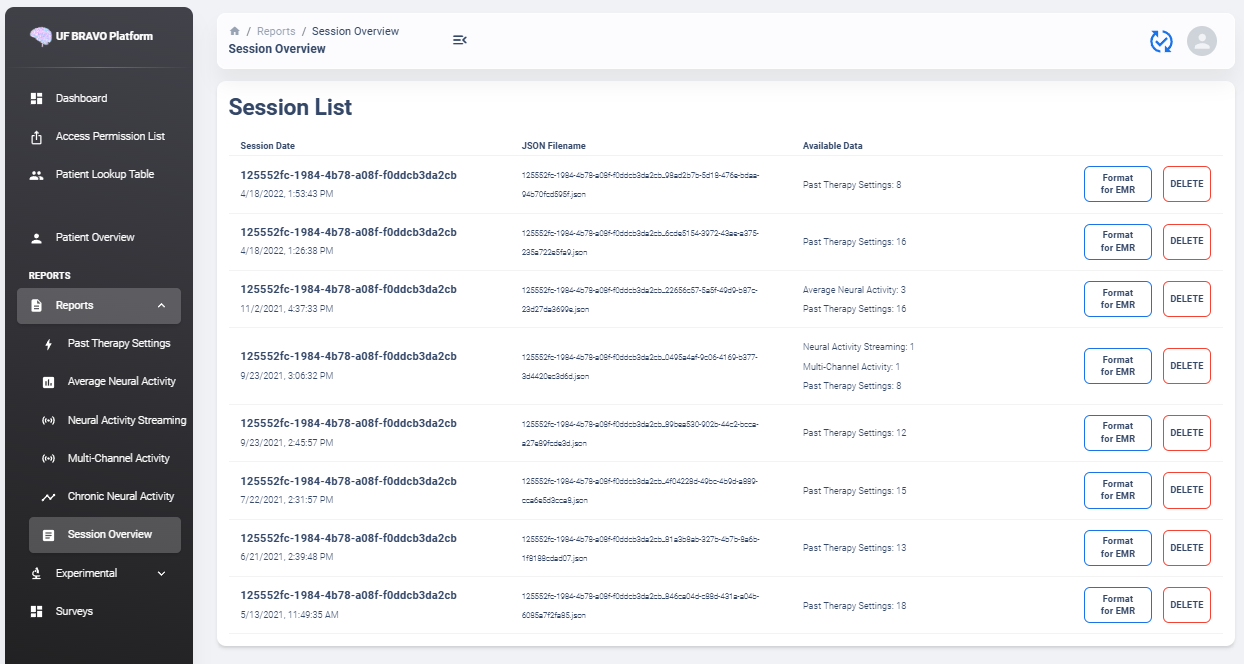 UF BRAVO Platform
Dashboard
Access Permission List
Patient Lookup Table
Patient Overview
REPORTS
Reports
Past Therapy Settings
Average Neural Activity
Neural Activity Streaming
Multi-Channel Activity
Chronic Neural Activity
Session Overview
Experimental
Surveys
/ Reports / Session Overview
Session Overview
Session List
Session Date JSON Filename Available Data
125552fc-1984-4b78-a08f-f0ddcb3da2cb
4/18/2022, 1:53:43 PM
125552fc-1984-4b78-a08f-f0ddcb3da2cb_98ad2b7b-5d18-476e-bdaa-
94b70fcd595f.json
Past Therapy Settings: 8
Format
for EMR
DELETE
125552fc-1984-4b78-a08f-f0ddcb3da2cb
4/18/2022, 1:26:38 PM
125552fc-1984-4b78-a08f-f0ddcb3da2cb_6cde5154-3972-43ae-a375-
235a722a5fa9.json
Past Therapy Settings: 16
Format
for EMR
DELETE
125552fc-1984-4b78-a08f-f0ddcb3da2cb
11/2/2021, 4:37:33 PM
125552fc-1984-4b78-a08f-f0ddcb3da2cb_22656c57-5a5f-49d9-b87c-
23d27da3699e.json
Average Neural Activity: 3
Past Therapy Settings: 16
Format
for EMR
DELETE
125552fc-1984-4b78-a08f-f0ddcb3da2cb
9/23/2021, 3:06:32 PM
125552fc-1984-4b78-a08f-f0ddcb3da2cb_0495a4af-9c06-4169-b377-
3d4420ec3d6d.json
Neural Activity Streaming: 1
Multi-Channel Activity: 1
Past Therapy Settings: 8
Format
for EMR
DELETE
125552fc-1984-4b78-a08f-f0ddcb3da2cb
9/23/2021, 2:45:57 PM
125552fc-1984-4b78-a08f-f0ddcb3da2cb_89bea530-902b-44c2-bcca-
a27e89fcde3d.json
Past Therapy Settings: 12
Format
for EMR
DELETE
125552fc-1984-4b78-a08f-f0ddcb3da2cb
7/22/2021, 2:31:57 PM
125552fc-1984-4b78-a08f-f0ddcb3da2cb_4f04228d-49bc-4b9d-a889-
cca6e5d3cca8.json
Past Therapy Settings: 15
Format
for EMR
DELETE
125552fc-1984-4b78-a08f-f0ddcb3da2cb
6/21/2021, 2:39:48 PM
125552fc-1984-4b78-a08f-f0ddcb3da2cb_81a3b8ab-327b-4b7b-8a6b-
1f8188cdad07.json
Past Therapy Settings: 13
Format
for EMR
DELETE
125552fc-1984-4b78-a08f-f0ddcb3da2cb
5/13/2021, 11:49:35 AM
125552fc-1984-4b78-a08f-f0ddcb3da2cb_846ca04d-c88d-431a-a04b-
6085a7f2fa85.json
Past Therapy Settings: 18
Format
for EMR
DELETE